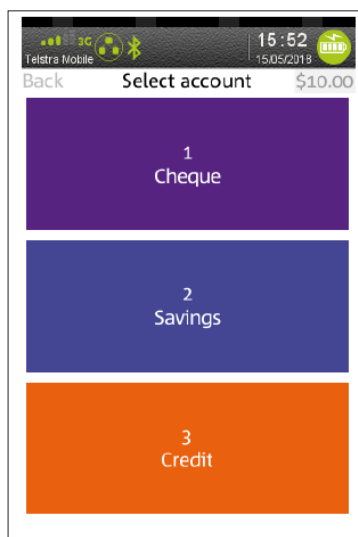 3G 15:52
Telstra Mobile 15/05/2018
Back Select account $10.00
1
Cheque
2
Savings
3
Credit